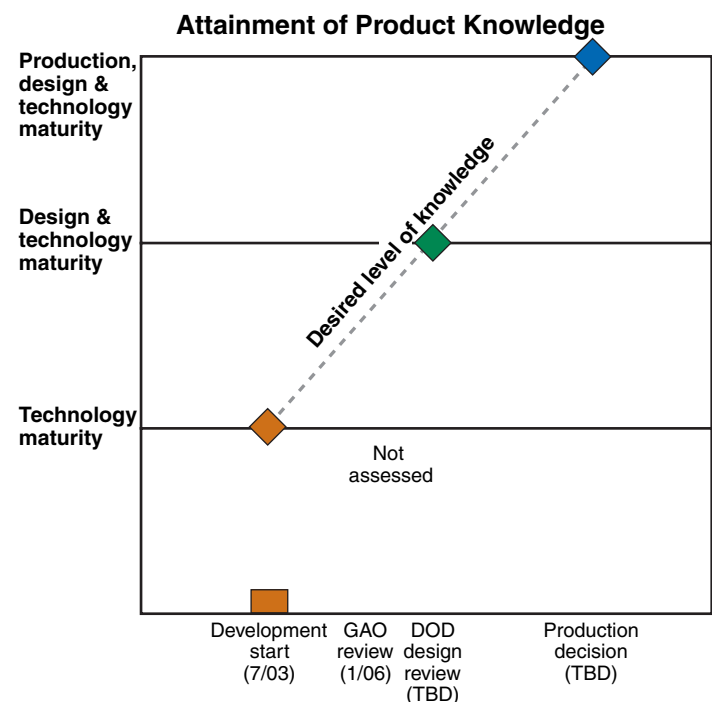 Attainment of Product Knowledge
Production,
design &
technology
maturity
Design &
technology
maturity
Technology
maturity
Desired level of knowledge
Not
assessed
Development
start
(7/03)
GAO
review
(1/06)
DOD
design
review
(TBD)
Production
decision
(TBD)